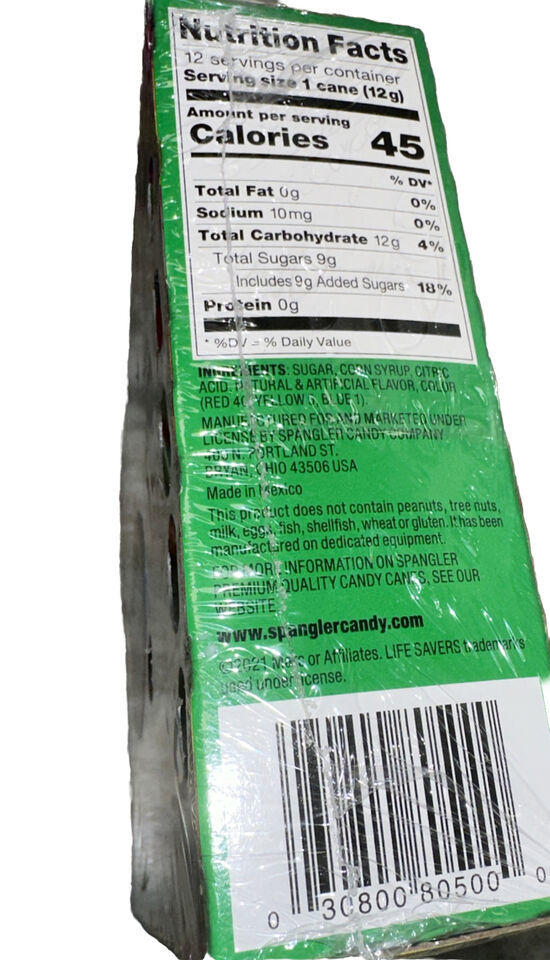 Nutrition Facts
12 servings per container
Serving size 1 cane (12g)
Amount per serving
Calories 45
% DV*
Total Fat 0g 0%
Sodium 10mg 0%
Total Carbohydrate 12g 4%
Total Sugars 9g
Includes 9g Added Sugars 18%
Protein 0g
* %DV = % Daily Value
INGREDIENTS: SUGAR, CORN SYRUP, CITRIC
ACID, NATURAL & ARTIFICIAL FLAVOR, COLOR
(RED 40, YELLOW 5, BLUE 1).
MANUFACTURED FOR AND MARKETED UNDER
LICENSE BY SPANGLER CANDY COMPANY
400 N. PORTLAND ST.
BRYAN, OHIO 43506 USA
Made in Mexico
This product does not contain peanuts, tree nuts,
milk, eggs, fish, shellfish, wheat or gluten. It has been
manufactured on dedicated equipment.
FOR MORE INFORMATION ON SPANGLER
PREMIUM QUALITY CANDY CANES, SEE OUR
WEBSITE
www.spanglercandy.com
©2021 Mars or Affiliates. LIFE SAVERS trademarks
used under license.
0 30800 80500 0